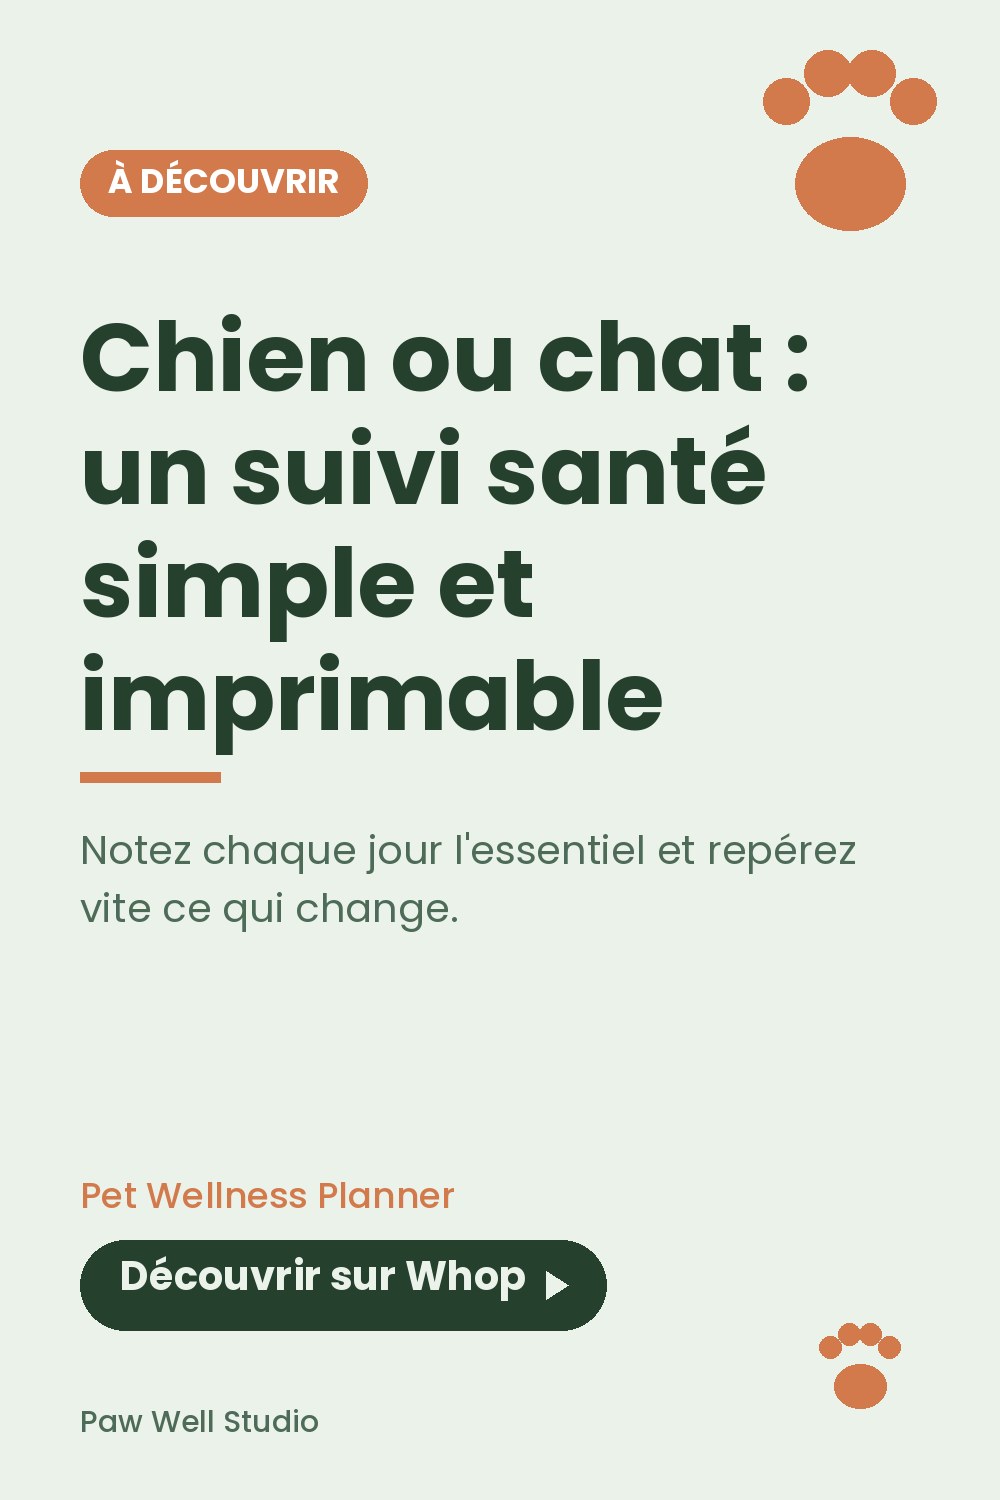 À DÉCOUVRIR
Chien ou chat :
un suivi santé
simple et
imprimable
Notez chaque jour l'essentiel et repérez
vite ce qui change.
Pet Wellness Planner
Découvrir sur Whop
Paw Well Studio